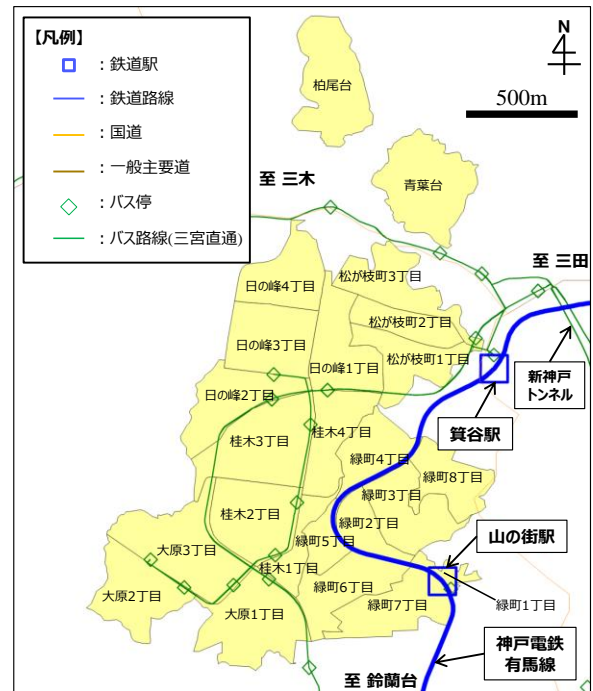 【凡例】
：鉄道駅
：鉄道路線
：国道
：一般主要道
：バス停
：バス路線(三宮直通)
N
500m
柏尾台
青葉台
至 三木
至 三田
松が枝町3丁目
日の峰4丁目
松が枝町2丁目
日の峰3丁目
松が枝町1丁目
日の峰1丁目
新神戸
トンネル
日の峰2丁目
箕谷駅
桂木4丁目
桂木3丁目
緑町4丁目
緑町8丁目
緑町3丁目
桂木2丁目
緑町2丁目
緑町5丁目
山の街駅
大原3丁目
桂木1丁目
緑町6丁目
大原2丁目
緑町7丁目
緑町1丁目
大原1丁目
神戸電鉄
有馬線
至 鈴蘭台